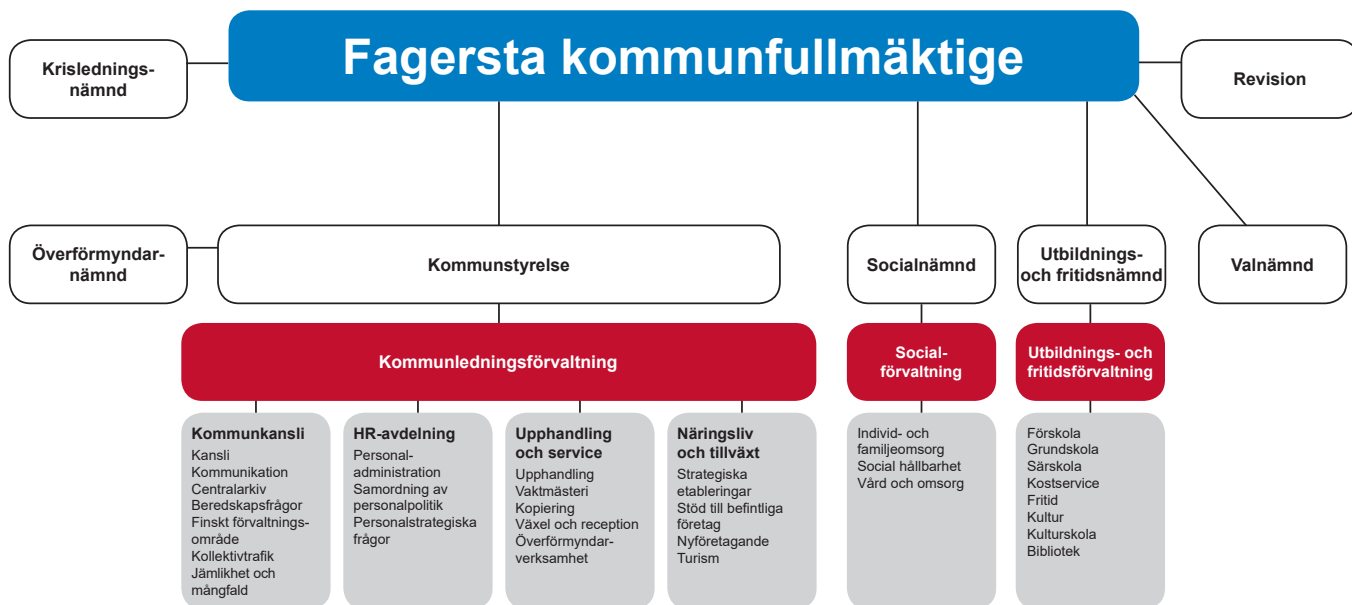 Fagersta kommunfullmäktige
Krislednings-
nämnd
Revision
Överförmyndar-
nämnd
Kommunstyrelse
Socialnämnd
Utbildnings-
och fritidsnämnd
Valnämnd
Kommunledningsförvaltning
Social-
förvaltning
Utbildnings- och
fritidsförvaltning
Kommunkansli
Kansli
Kommunikation
Centralarkiv
Beredskapsfrågor
Finskt förvaltnings-
område
Kollektivtrafik
Jämlikhet och
mångfald
HR-avdelning
Personal-
administration
Samordning av
personalpolitik
Personalstrategiska
frågor
Upphandling
och service
Upphandling
Vaktmästeri
Kopiering
Växel och reception
Överförmyndar-
verksamhet
Näringsliv
och tillväxt
Strategiska
etableringar
Stöd till befintliga
företag
Nyföretagande
Turism
Individ- och
familjeomsorg
Social hållbarhet
Vård och omsorg
Förskola
Grundskola
Särskola
Kostservice
Fritid
Kultur
Kulturskola
Bibliotek